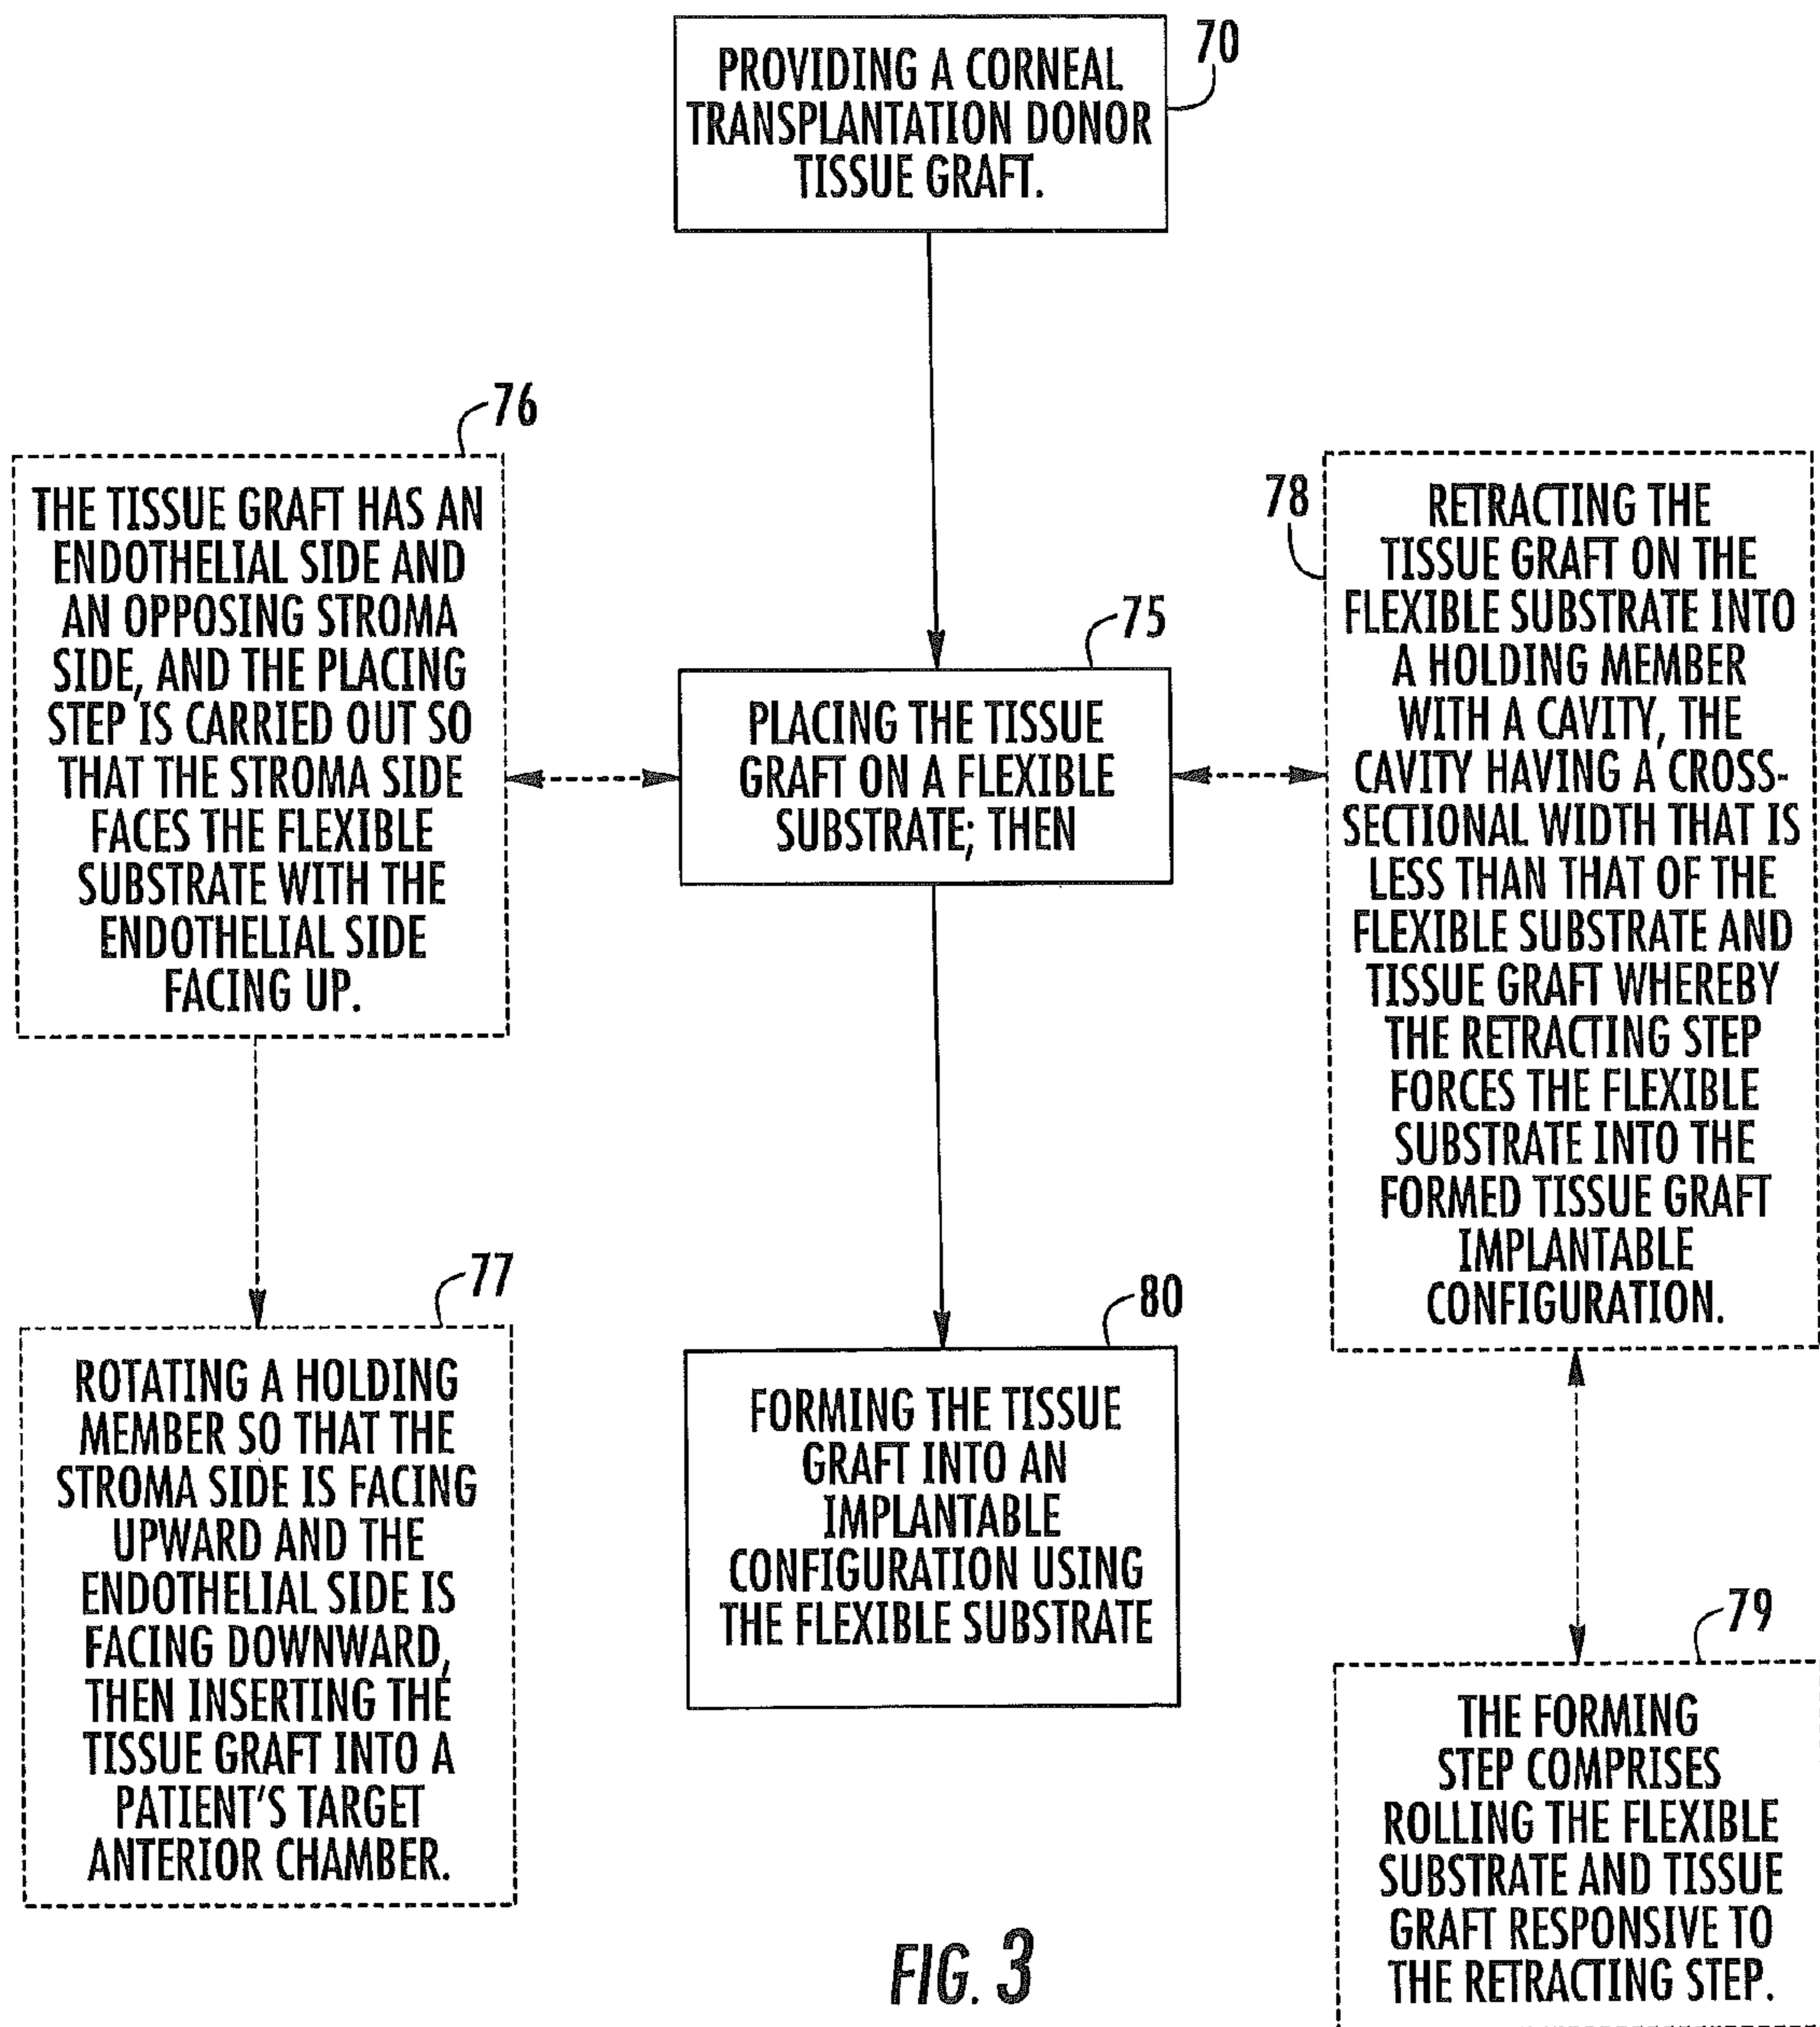 70
PROVIDING A CORNEAL
TRANSPLANTATION DONOR
TISSUE GRAFT.
76
THE TISSUE GRAFT HAS AN
ENDOTHELIAL SIDE AND
AN OPPOSING STROMA
SIDE, AND THE PLACING
STEP IS CARRIED OUT SO
THAT THE STROMA SIDE
FACES THE FLEXIBLE
SUBSTRATE WITH THE
ENDOTHELIAL SIDE
FACING UP.
75
PLACING THE TISSUE
GRAFT ON A FLEXIBLE
SUBSTRATE; THEN
78
RETRACTING THE
TISSUE GRAFT ON THE
FLEXIBLE SUBSTRATE INTO
A HOLDING MEMBER
WITH A CAVITY, THE
CAVITY HAVING A CROSS-
SECTIONAL WIDTH THAT IS
LESS THAN THAT OF THE
FLEXIBLE SUBSTRATE AND
TISSUE GRAFT WHEREBY
THE RETRACTING STEP
FORCES THE FLEXIBLE
SUBSTRATE INTO THE
FORMED TISSUE GRAFT
IMPLANTABLE
CONFIGURATION.
77
ROTATING A HOLDING
MEMBER SO THAT THE
STROMA SIDE IS FACING
UPWARD AND THE
ENDOTHELIAL SIDE IS
FACING DOWNWARD,
THEN INSERTING THE
TISSUE GRAFT INTO A
PATIENT'S TARGET
ANTERIOR CHAMBER.
80
FORMING THE TISSUE
GRAFT INTO AN
IMPLANTABLE
CONFIGURATION USING
THE FLEXIBLE SUBSTRATE
79
THE FORMING
STEP COMPRISES
ROLLING THE FLEXIBLE
SUBSTRATE AND TISSUE
GRAFT RESPONSIVE TO
THE RETRACTING STEP.
FIG. 3